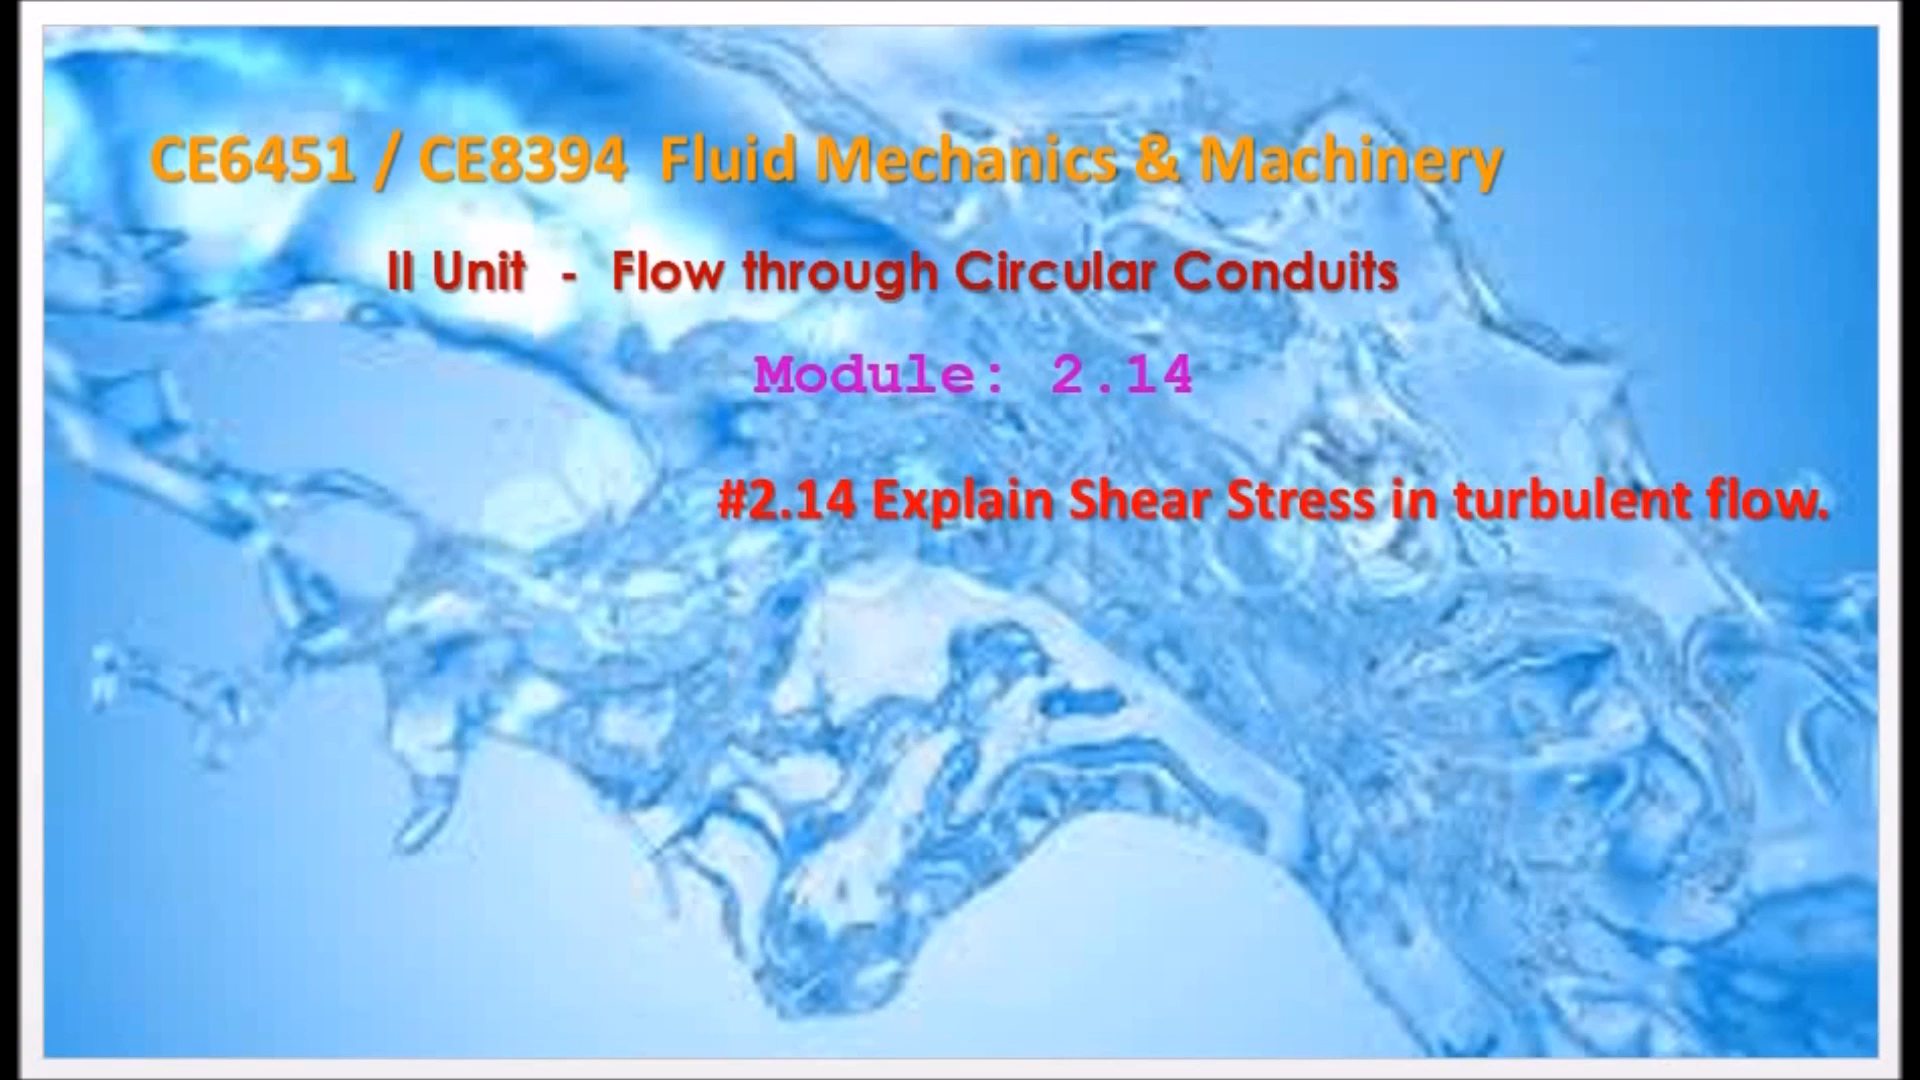 CE6451 / CE8394 Fluid Mechanics & Machinery
II Unit - Flow through Circular Conduits
Module: 2.14
#2.14 Explain Shear Stress in turbulent flow.